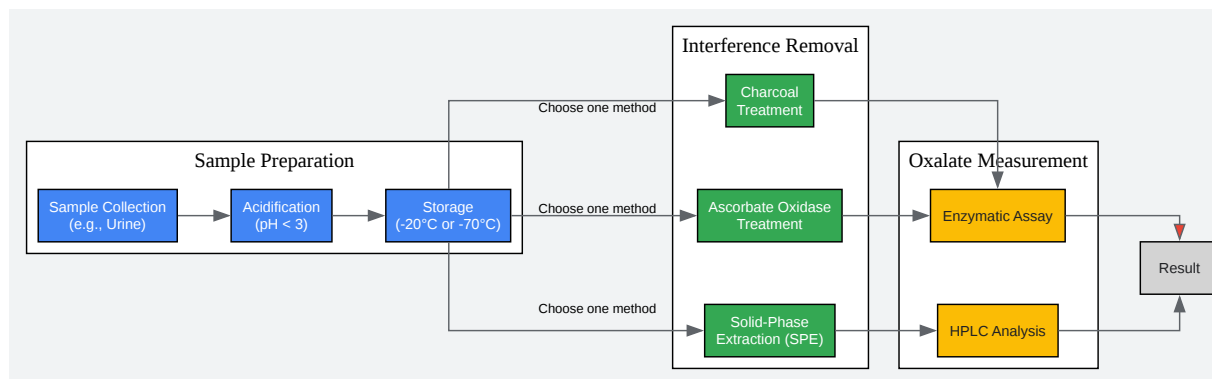 Interference Removal
Charcoal
Treatment
Choose one method
Sample Preparation
Oxalate Measurement
Sample Collection
(e.g., Urine)
Acidification
(pH < 3)
Storage
(-20°C or -70°C)
Choose one method
Ascorbate Oxidase
Treatment
Enzymatic Assay
Result
Choose one method
Solid-Phase
Extraction (SPE)
HPLC Analysis